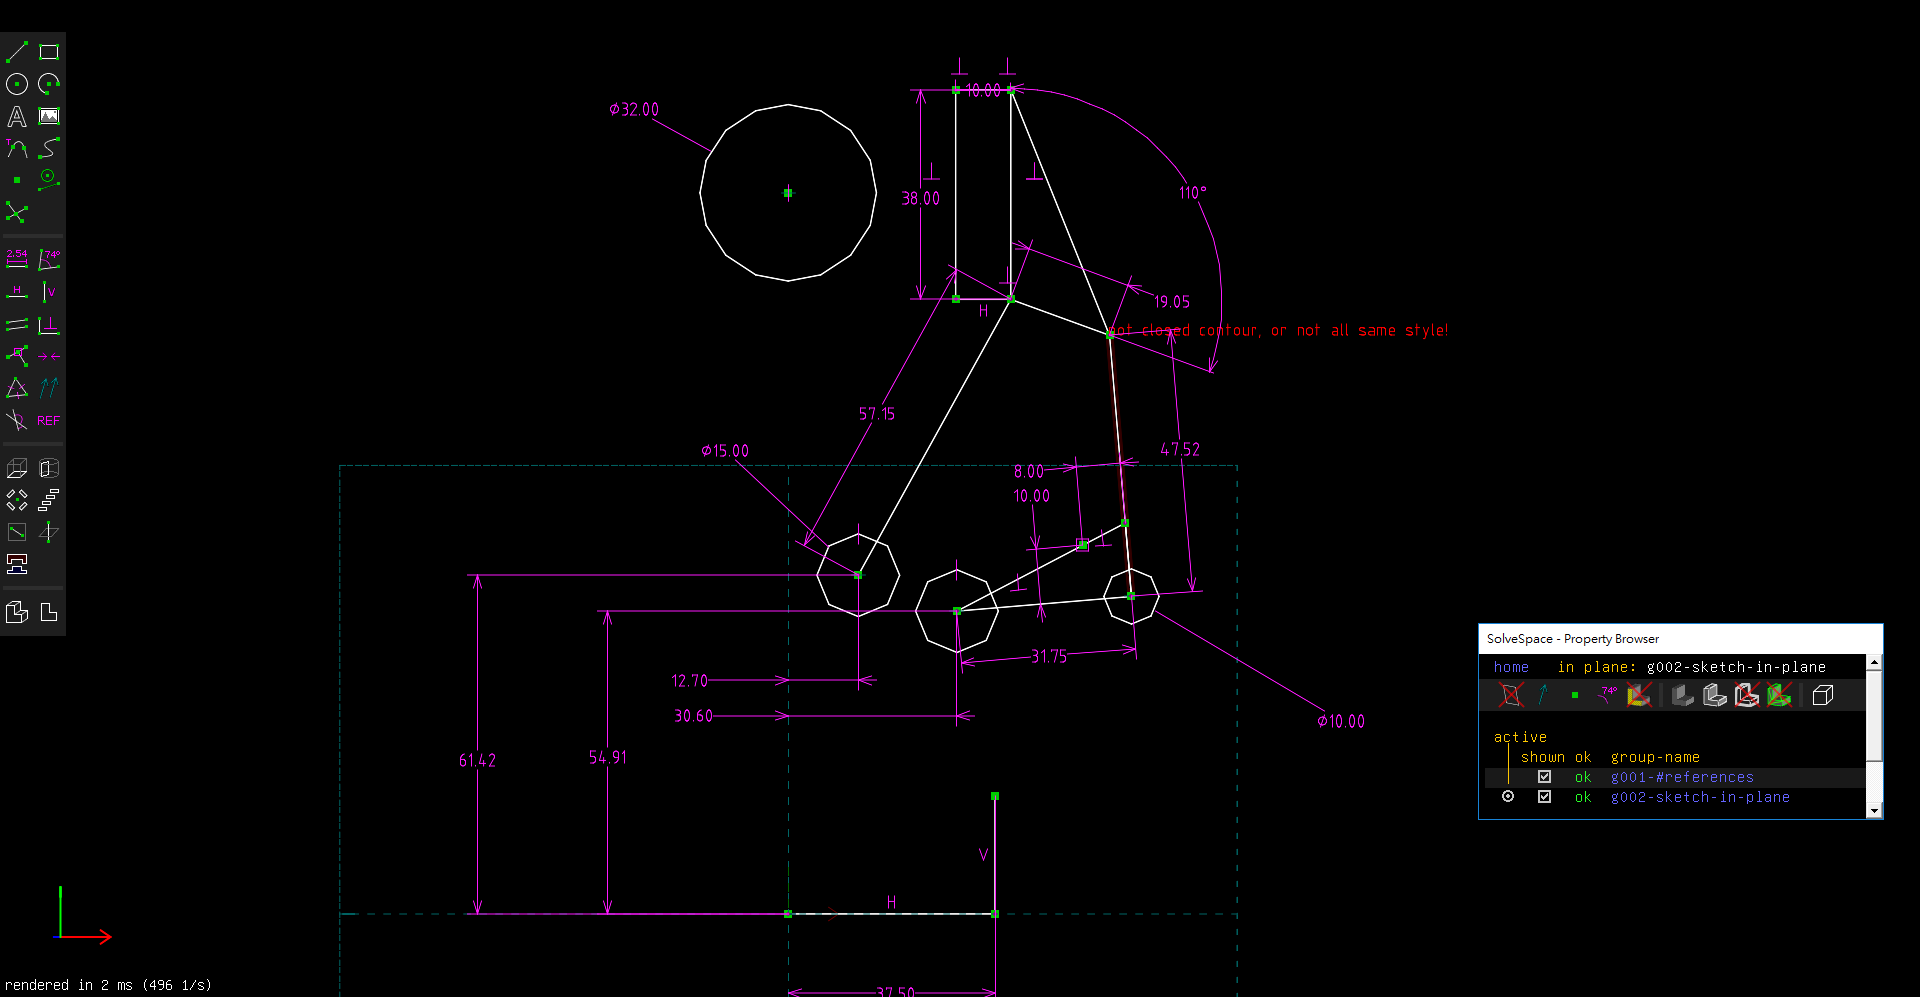 10.00
⌀32.00
2.54
74°
110°
38.00
H
V
19.05
H
not closed contour, or not all same style!
57.15
REF
47.52
⌀15.00
8.00
10.00
SolveSpace - Property Browser
31.75
home in plane: g002-sketch-in-plane
12.70
74°
30.60
⌀10.00
active
61.42
54.91
shown ok group-name
ok g001-#references
ok g002-sketch-in-plane
V
H
rendered in 2 ms (496 1/s)
37.50